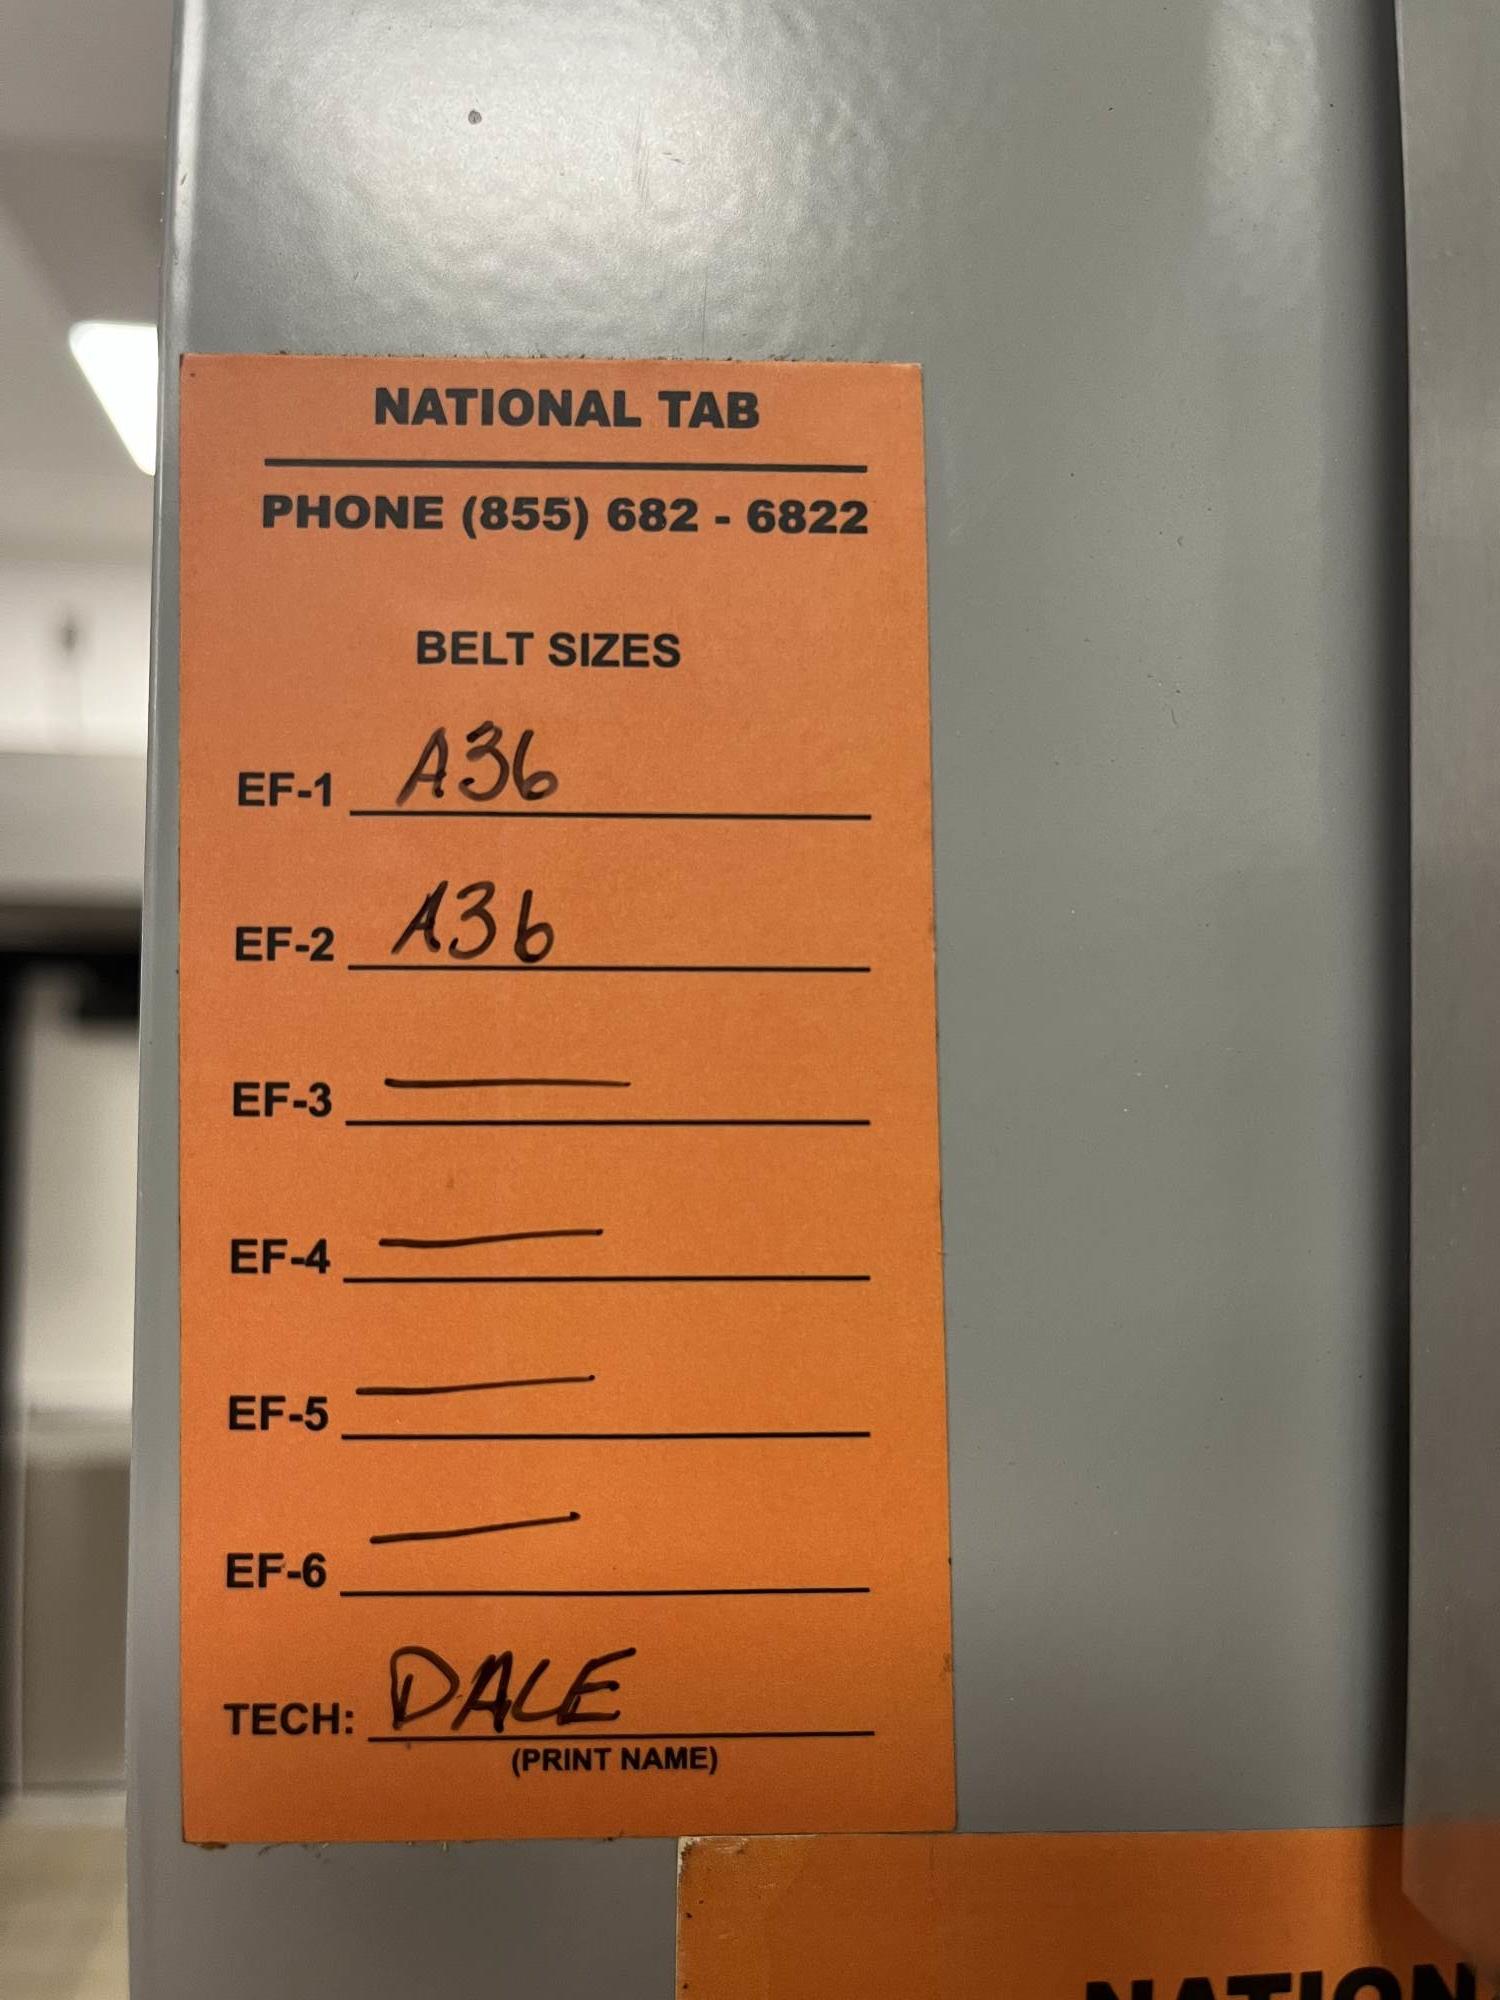 NATIONAL TAB
PHONE (855) 682 - 6822
BELT SIZES
EF-1 A36
EF-2 A36
EF-3 —
EF-4 —
EF-5 —
EF-6 —
TECH: DALE
(PRINT NAME)
NATION